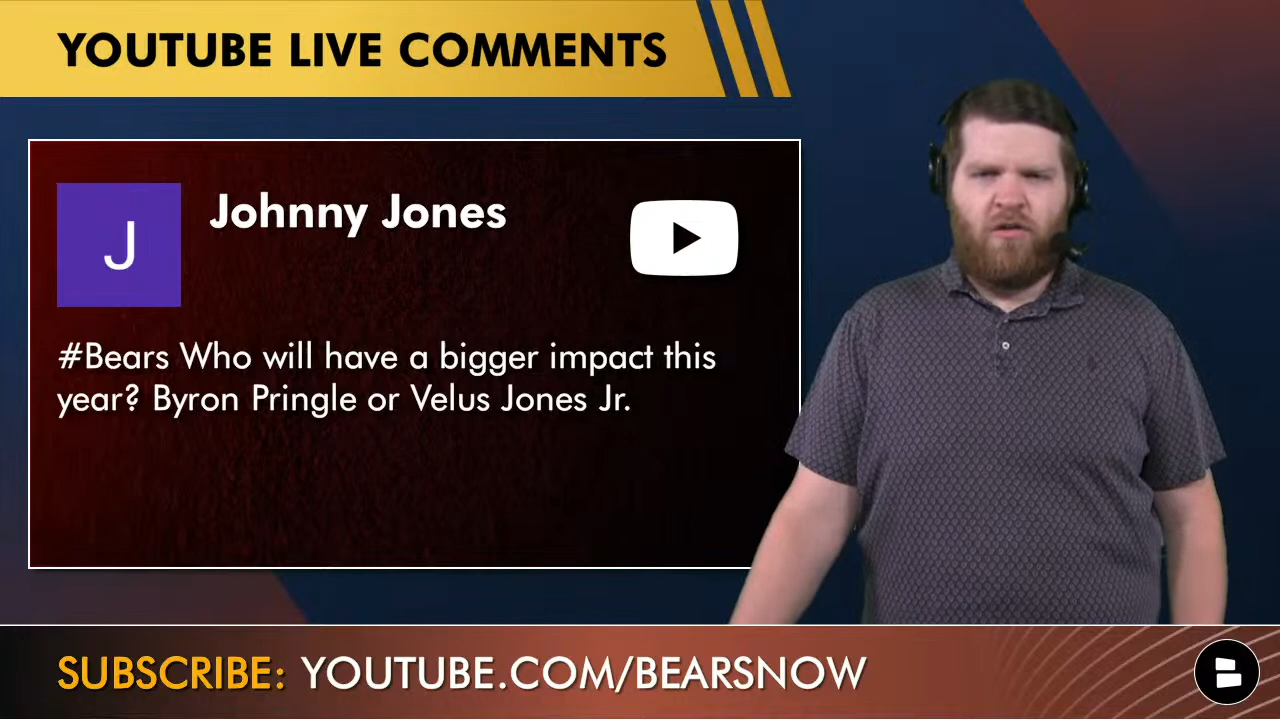 YOUTUBE LIVE COMMENTS
J
Johnny Jones
#Bears Who will have a bigger impact this
year? Byron Pringle or Velus Jones Jr.
SUBSCRIBE: YOUTUBE.COM/BEARSNOW